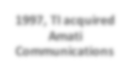 1997, TI acquired
Amati
Communications